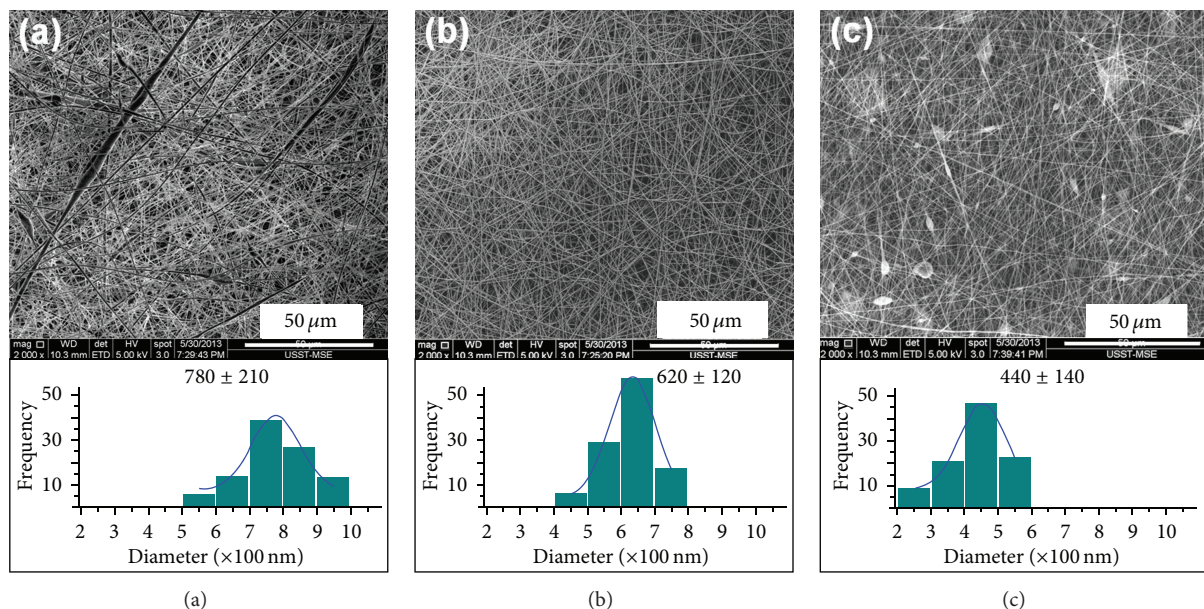 (a)
50 μm
mag □ WD det HV spot 5/30/2013 50 μm
2 000 x 10.3 mm ETD 5.00 kV 3.0 7:29:43 PM USST-MSE
780 ± 210
Frequency
50
30
10
2 3 4 5 6 7 8 9 10
Diameter (×100 nm)
(a)
(b)
50 μm
mag □ WD det HV spot 5/30/2013 50 μm
2 000 x 10.3 mm ETD 5.00 kV 3.0 7:25:20 PM USST-MSE
620 ± 120
Frequency
50
30
10
2 3 4 5 6 7 8 9 10
Diameter (×100 nm)
(b)
(c)
50 μm
mag □ WD det HV spot 5/30/2013 50 μm
2 000 x 10.3 mm ETD 5.00 kV 3.0 7:39:41 PM USST-MSE
440 ± 140
Frequency
50
30
10
2 3 4 5 6 7 8 9 10
Diameter (×100 nm)
(c)